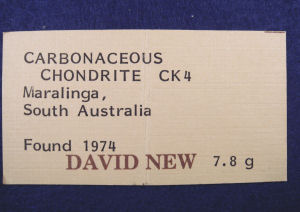 CARBONACEOUS
CHONDRITE CK4
Maralinga,
South Australia
Found 1974
DAVID NEW 7.8 g